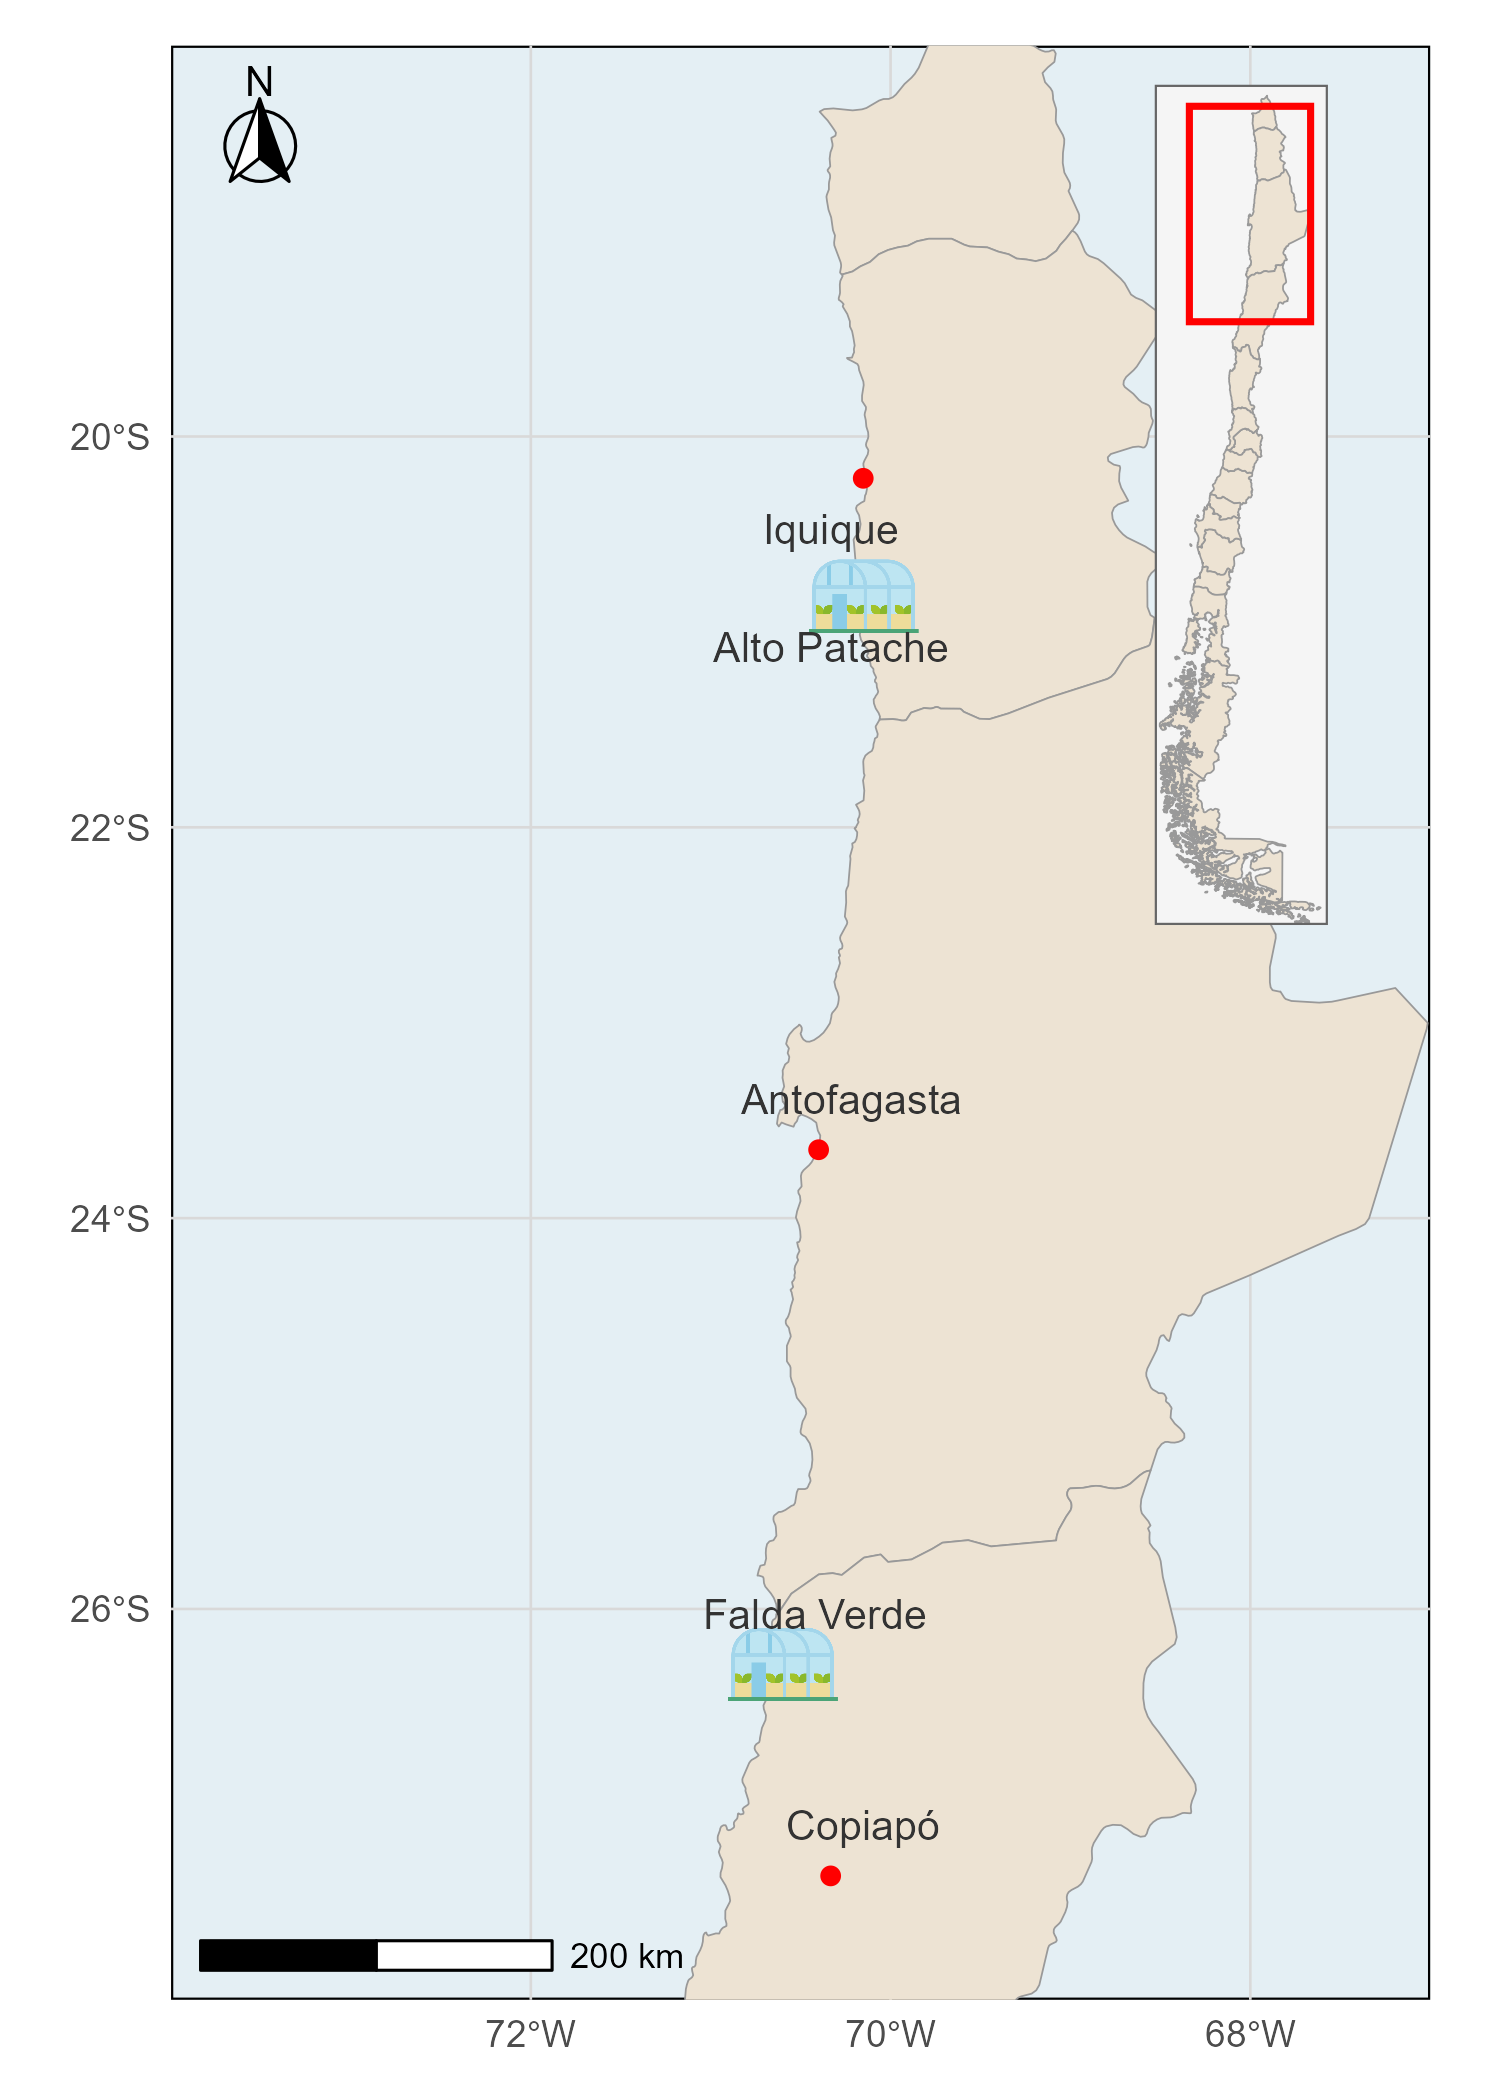 N
20°S
Iquique
Alto Patache
22°S
Antofagasta
24°S
26°S
Falda Verde
Copiapó
200 km
72°W
70°W
68°W